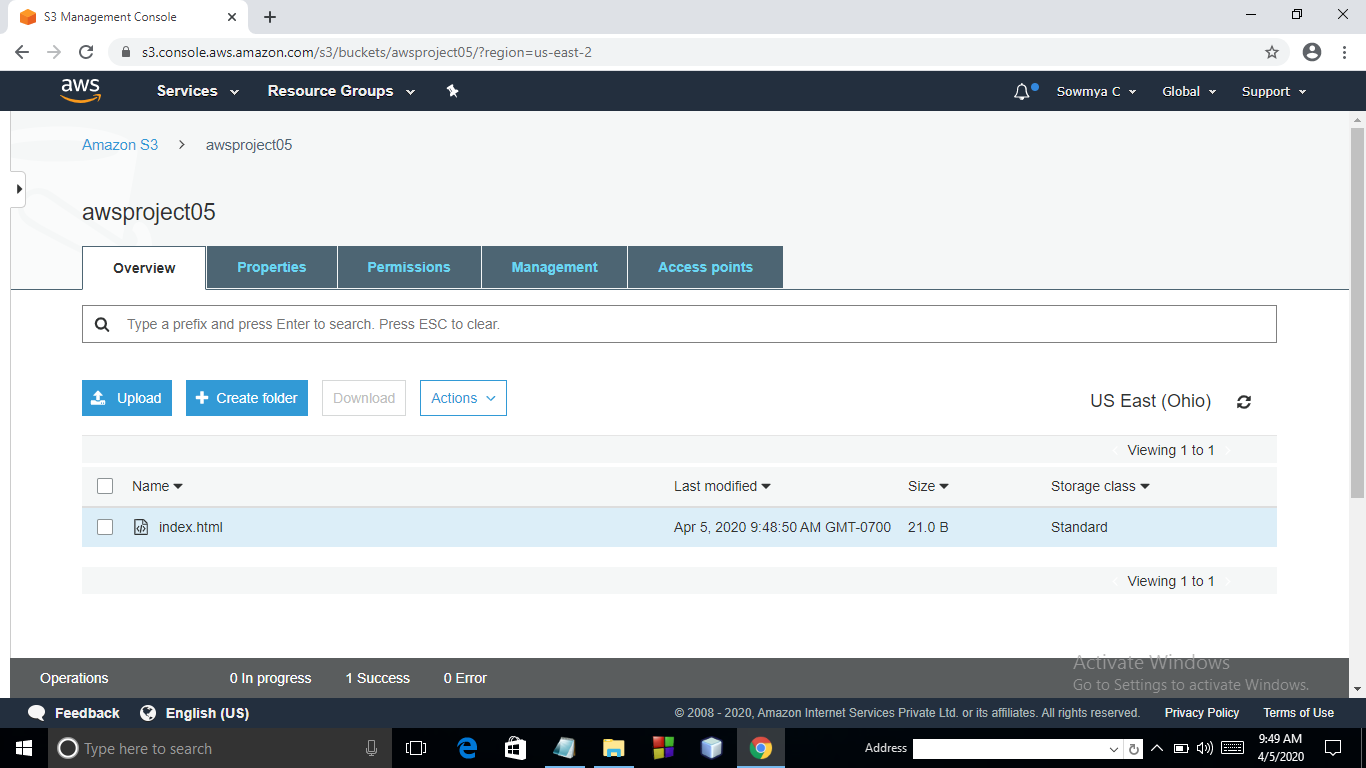 S3 Management Console
s3.console.aws.amazon.com/s3/buckets/awsproject05/?region=us-east-2
aws Services Resource Groups Sowmya C Global Support
Amazon S3 > awsproject05
awsproject05
Overview Properties Permissions Management Access points
Type a prefix and press Enter to search. Press ESC to clear.
Upload Create folder Download Actions US East (Ohio)
Viewing 1 to 1
Name Last modified Size Storage class
index.html Apr 5, 2020 9:48:50 AM GMT-0700 21.0 B Standard
Viewing 1 to 1
Activate Windows
Operations 0 In progress 1 Success 0 Error Go to Settings to activate Windows.
Feedback English (US) © 2008 - 2020, Amazon Internet Services Private Ltd. or its affiliates. All rights reserved. Privacy Policy Terms of Use
Type here to search Address 9:49 AM
4/5/2020